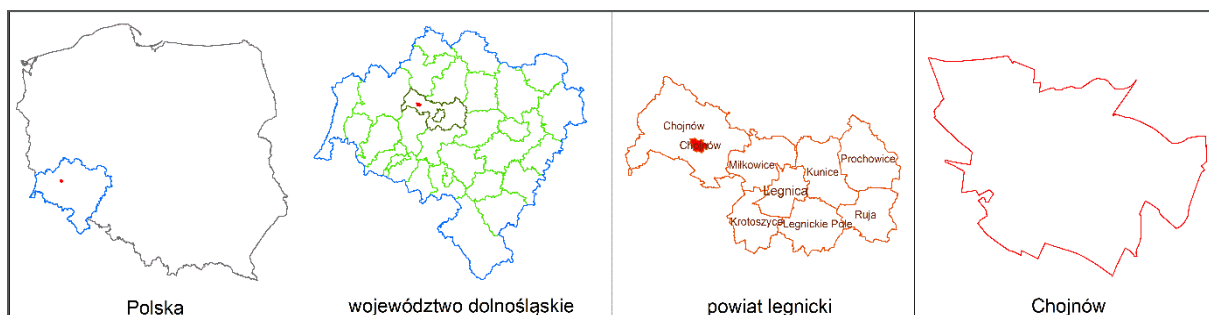 Chojnów
Chojnów
Miłkowice
Kunice
Prochowice
Legnica
Krotoszyce
Legnickie Pole
Ruja
Polska
województwo dolnośląskie
powiat legnicki
Chojnów